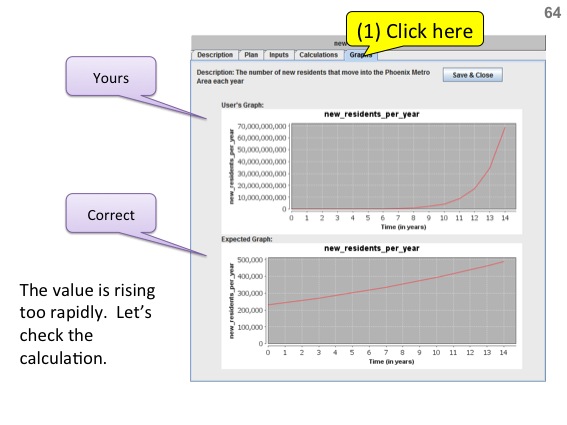 64
(1) Click here
new
Description Plan Inputs Calculations Graphs
Description: The number of new residents that move into the Phoenix Metro
Area each year
Save & Close
Yours
User's Graph:
new_residents_per_year
new_residents_per_year
70,000,000,000
60,000,000,000
50,000,000,000
40,000,000,000
30,000,000,000
20,000,000,000
10,000,000,000
0
0 1 2 3 4 5 6 7 8 9 10 11 12 13 14
Time (in years)
Correct
Expected Graph:
new_residents_per_year
new_residents_per_year
500,000
400,000
300,000
200,000
100,000
0
0 1 2 3 4 5 6 7 8 9 10 11 12 13 14
Time (in years)
The value is rising
too rapidly. Let's
check the
calculation.